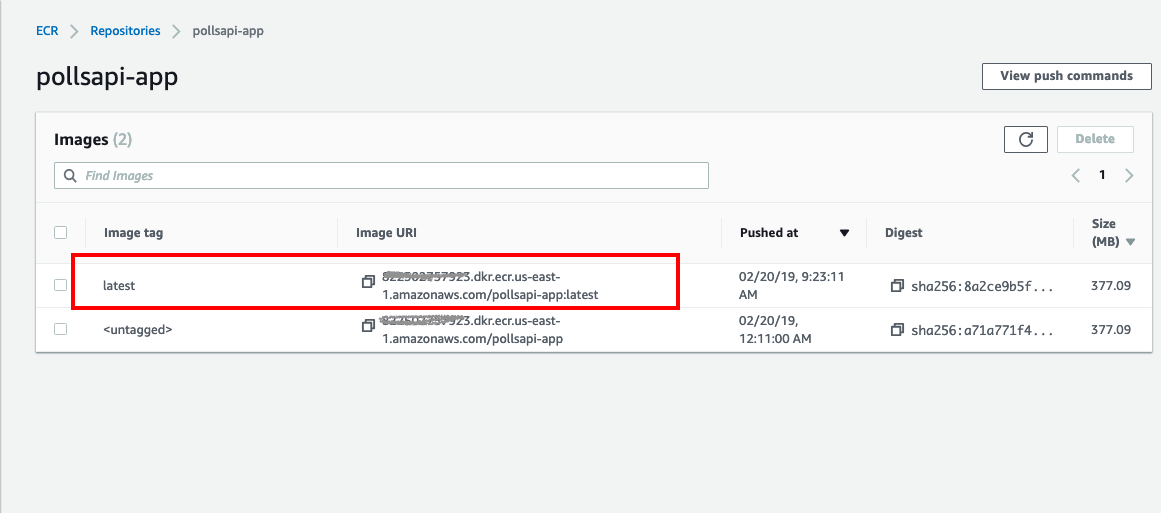 ECR Repositories pollsapi-app
pollsapi-app
View push commands
Images (2)
Delete
Find Images
1
Image tag Image URI Pushed at Digest Size
(MB)
latest .dkr.ecr.us-east- 02/20/19, 9:23:11 sha256:8a2ce9b5f... 377.09
1.amazonaws.com/pollsapi-app:latest AM
<untagged> .dkr.ecr.us-east- 02/20/19, sha256:a71a771f4... 377.09
1.amazonaws.com/pollsapi-app 12:11:00 AM